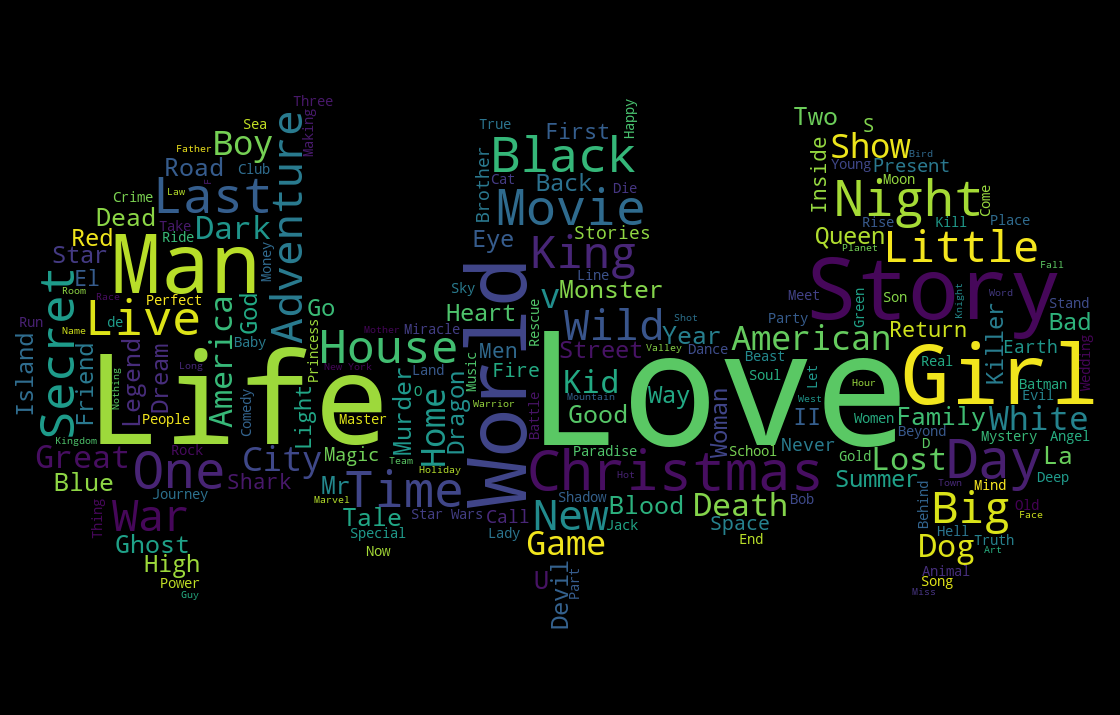 Three
Making
Sea
Father
Boy
Road
Club
Law
F
Last
Adventure
Crime
Dead
Take
Dark
Ride
Red
Star
Man
Money
El
Room
Race
Perfect
Secret
Live
Name
de
America
God
Go
Run
Island
Friend
Legend
Dream
Long
Baby
Princess
Miracle
Mother
House
New York
Land
Nothing
Life
People
Comedy
Light
Master
Murder
O
Home
Dragon
Music
Kingdom
Rock
Great
One
City
Magic
Team
Holiday
Blue
Journey
Shark
Mr
Marvel
Time
Thing
War
Tale
Star Wars
Special
Ghost
High
Now
Power
Guy
True
First
Happy
Black
Brother
Cat
Back
Die
Movie
Eye
Stories
King
Line
Sky
World
v
Monster
Heart
Rescue
Wild
Shot
Year
Men
Street
Valley
Dance
Fire
Kid
Mountain
Way
Warrior
Battle
Good
Love
Woman
Paradise
School
Christmas
Hot
Call
Shadow
New
Blood
Jack
Death
Bob
Lady
Space
Game
End
U
Devil
Part
Two
S
Show
Bird
Inside
Young
Present
Moon
Night
Come
Rise
Kill
Place
Queen
Planet
Little
Fall
Story
Meet
Son
Green
Knight
Word
Stand
Party
American
Return
Killer
Earth
Bad
Wedding
Beast
Real
Soul
Let
Hour
Girl
Batman
Evil
West
Women
Family
White
II
Beyond
Never
D
Mystery
Angel
Gold
Lost
Day
La
Summer
Town
Mind
Deep
Behind
Big
Old
Face
Hell
Truth
Dog
Art
Animal
Song
Miss